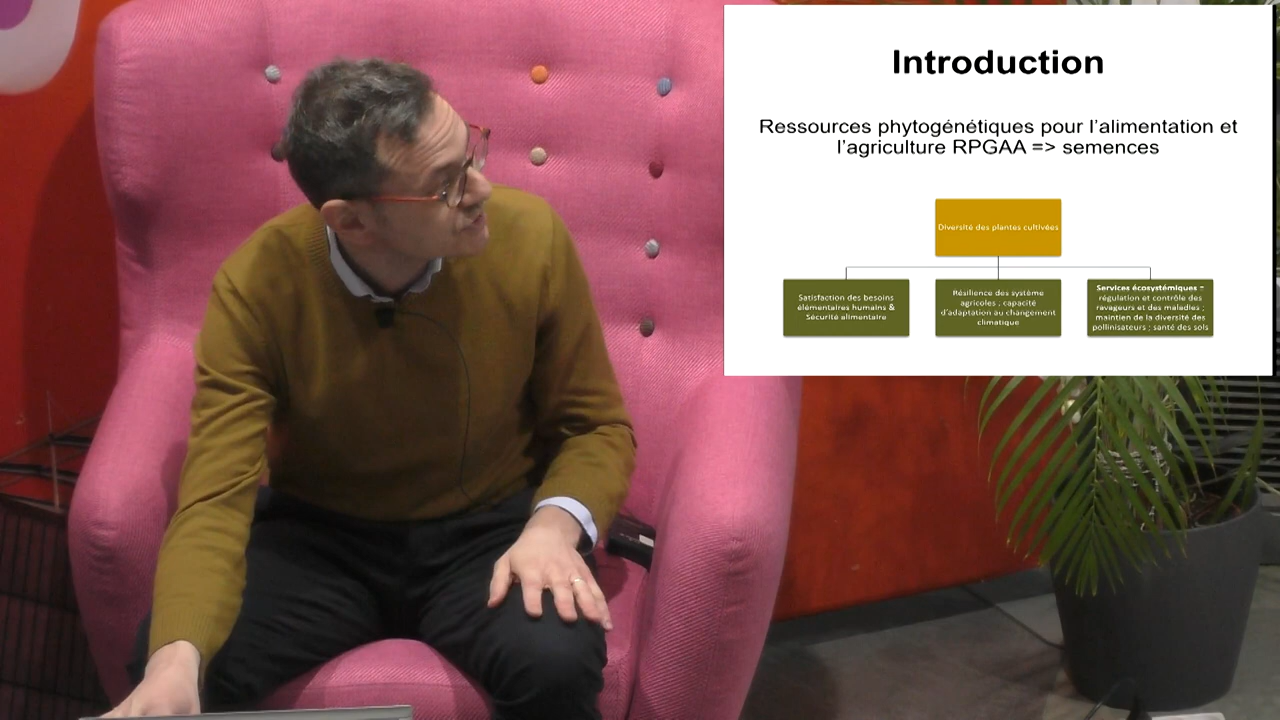 Introduction
Ressources phytogénétiques pour l'alimentation et
l'agriculture RPGAA => semences
Diversité des plantes cultivées
Satisfaction des besoins
élémentaires humains &
Sécurité alimentaire
Résilience des système
agricoles ; capacité
d'adaptation au changement
climatique
Services écosystémiques =
régulation et contrôle des
ravageurs et des maladies ;
maintien de la diversité des
pollinisateurs ; santé des sols